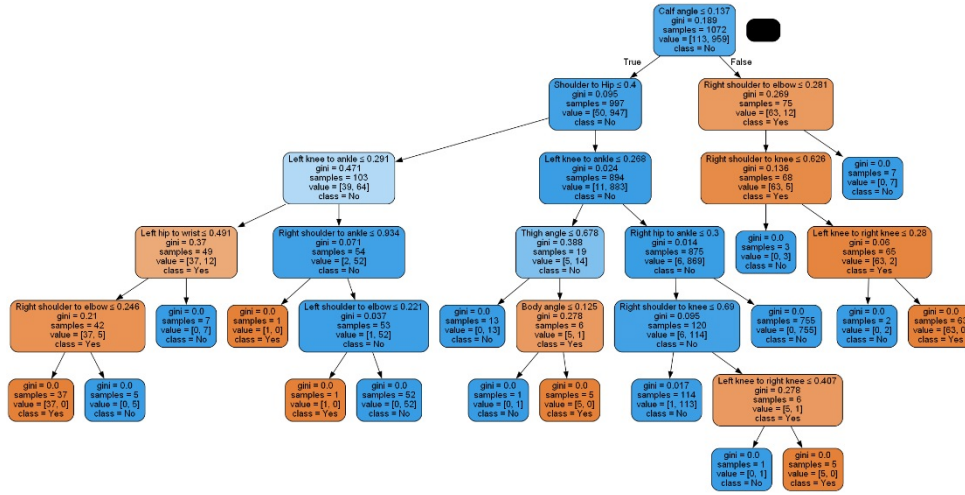 Calf angle ≤ 0.137
gini = 0.189
samples = 1072
value = [113, 959]
class = No
True
False
Shoulder to Hip ≤ 0.4
gini = 0.095
samples = 997
value = [50, 947]
class = No
Right shoulder to elbow ≤ 0.281
gini = 0.269
samples = 75
value = [63, 12]
class = Yes
Left knee to ankle ≤ 0.291
gini = 0.471
samples = 103
value = [39, 64]
class = No
Left knee to ankle ≤ 0.268
gini = 0.024
samples = 894
value = [11, 883]
class = No
Right shoulder to knee ≤ 0.626
gini = 0.136
samples = 68
value = [63, 5]
class = Yes
gini = 0.0
samples = 7
value = [0, 7]
class = No
Left hip to wrist ≤ 0.491
gini = 0.37
samples = 49
value = [37, 12]
class = Yes
Right shoulder to ankle ≤ 0.934
gini = 0.071
samples = 54
value = [2, 52]
class = No
Thigh angle ≤ 0.678
gini = 0.388
samples = 19
value = [5, 14]
class = No
Right hip to ankle ≤ 0.3
gini = 0.014
samples = 875
value = [6, 869]
class = No
gini = 0.0
samples = 3
value = [0, 3]
class = No
Left knee to right knee ≤ 0.28
gini = 0.06
samples = 65
value = [63, 2]
class = Yes
Right shoulder to elbow ≤ 0.246
gini = 0.21
samples = 42
value = [37, 5]
class = Yes
gini = 0.0
samples = 7
value = [0, 7]
class = No
gini = 0.0
samples = 1
value = [1, 0]
class = Yes
Left shoulder to elbow ≤ 0.221
gini = 0.037
samples = 53
value = [1, 52]
class = No
gini = 0.0
samples = 13
value = [0, 13]
class = No
Body angle ≤ 0.125
gini = 0.278
samples = 6
value = [5, 1]
class = Yes
Right shoulder to knee ≤ 0.69
gini = 0.095
samples = 120
value = [6, 114]
class = No
gini = 0.0
samples = 755
value = [0, 755]
class = No
gini = 0.0
samples = 2
value = [0, 2]
class = No
gini = 0.0
samples = 63
value = [63, 0]
class = Yes
gini = 0.0
samples = 37
value = [37, 0]
class = Yes
gini = 0.0
samples = 5
value = [0, 5]
class = No
gini = 0.0
samples = 1
value = [1, 0]
class = Yes
gini = 0.0
samples = 52
value = [0, 52]
class = No
gini = 0.0
samples = 1
value = [0, 1]
class = No
gini = 0.0
samples = 5
value = [5, 0]
class = Yes
gini = 0.017
samples = 114
value = [1, 113]
class = No
Left knee to right knee ≤ 0.407
gini = 0.278
samples = 6
value = [5, 1]
class = Yes
gini = 0.0
samples = 1
value = [0, 1]
class = No
gini = 0.0
samples = 5
value = [5, 0]
class = Yes